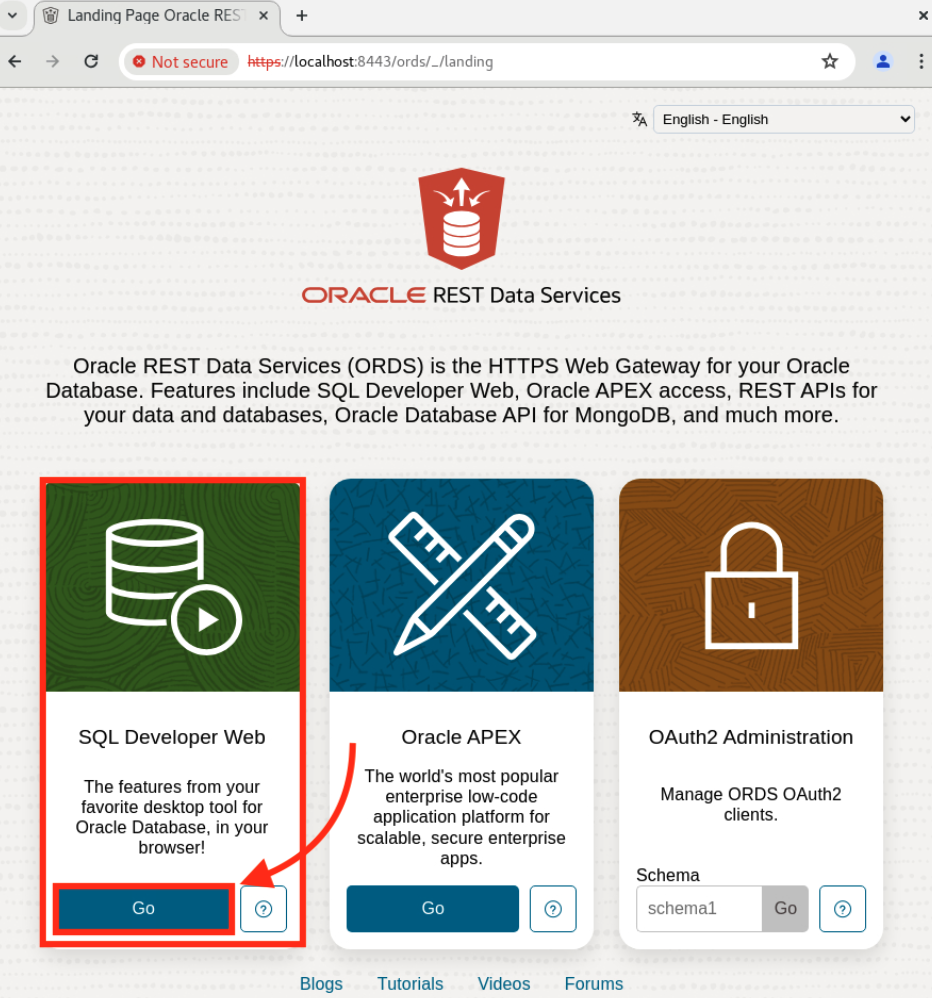 Landing Page Oracle RES
Not secure https://localhost:8443/ords/_/landing
English - English
ORACLE REST Data Services
Oracle REST Data Services (ORDS) is the HTTPS Web Gateway for your Oracle
Database. Features include SQL Developer Web, Oracle APEX access, REST APIs for
your data and databases, Oracle Database API for MongoDB, and much more.
SQL Developer Web
The features from your
favorite desktop tool for
Oracle Database, in your
browser!
Go
Oracle APEX
The world's most popular
enterprise low-code
application platform for
scalable, secure enterprise
apps.
Go
OAuth2 Administration
Manage ORDS OAuth2
clients.
Schema
schema1 Go
Blogs Tutorials Videos Forums